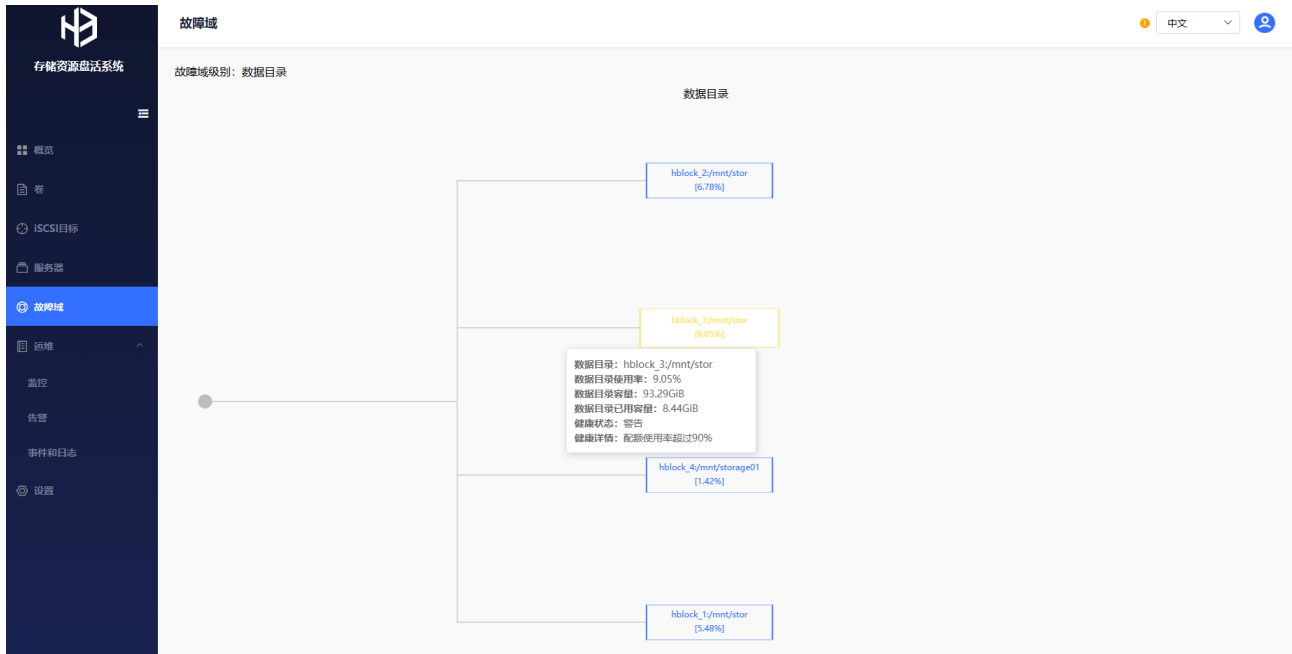 存储资源盘活系统
概览
卷
iSCSI目标
服务器
故障域
运维
监控
告警
事件和日志
设置
故障域
中文
故障域级别：数据目录
数据目录
hblock_2:/mnt/stor
[6.78%]
hblock_3:/mnt/stor
[9.05%]
数据目录：hblock_3:/mnt/stor
数据目录使用率：9.05%
数据目录容量：93.29GiB
数据目录已用容量：8.44GiB
健康状态：警告
健康详情：配额使用率超过90%
hblock_4:/mnt/storage01
[1.42%]
hblock_1:/mnt/stor
[5.48%]